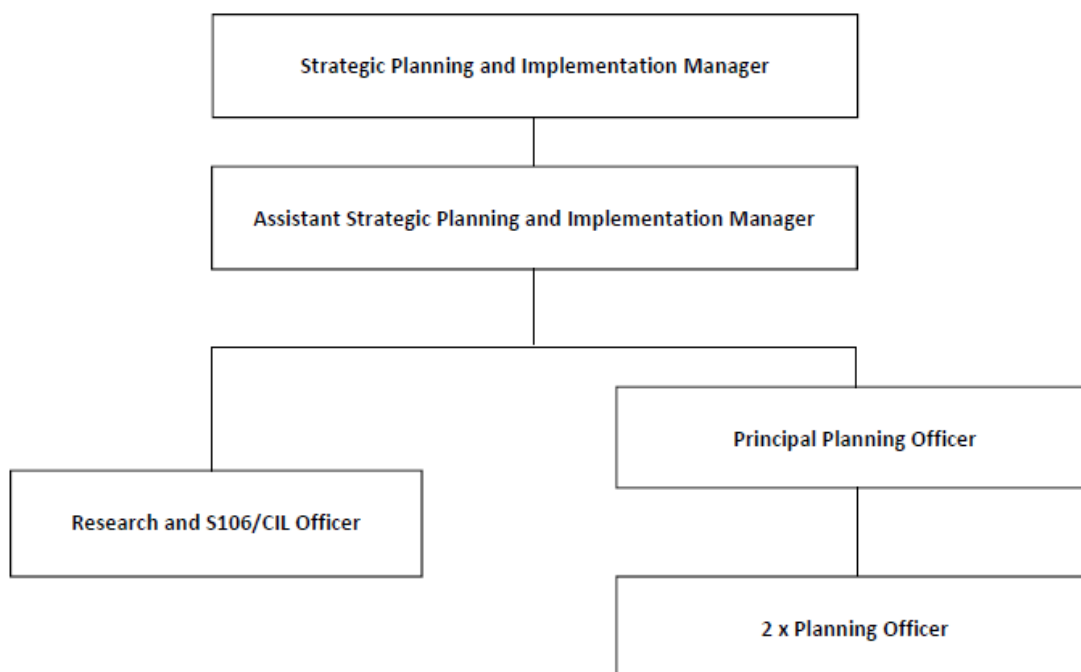 Strategic Planning and Implementation Manager
Assistant Strategic Planning and Implementation Manager
Principal Planning Officer
Research and S106/CIL Officer
2 x Planning Officer